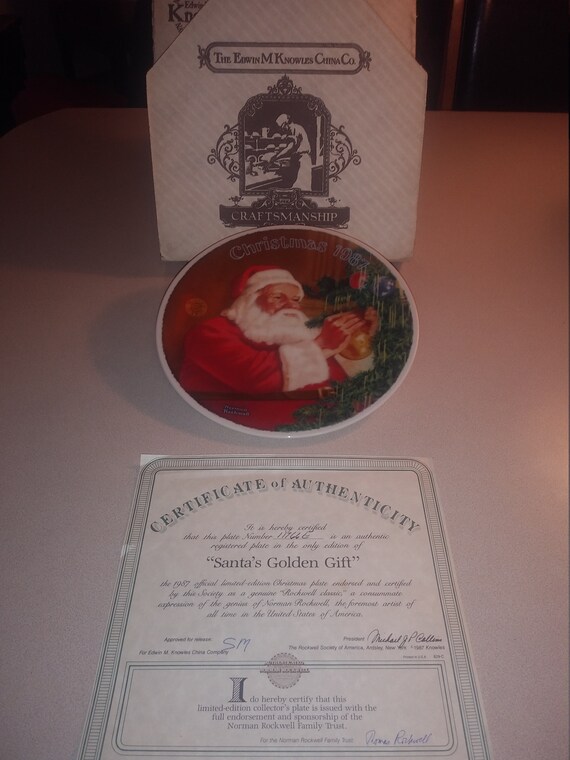 Kn
THE EDWIN M. KNOWLES CHINA CO.
CRAFTSMANSHIP
Christmas 1987
Rockwell
CERTIFICATE of AUTHENTICITY
It is hereby certified
that this plate Number is an authentic
registered plate in the only edition of
"Santa's Golden Gift"
the 1987 official limited-edition Christmas plate endorsed and certified
by this Society as a genuine "Rockwell classic," a consummate
expression of the genius of Norman Rockwell, the foremost artist of
all time in the United States of America.
Approved for release: SM
For Edwin M. Knowles China Company
President
The Rockwell Society of America, Ardsley, New York ©1987 Knowles
I do hereby certify that this
limited-edition collector's plate is issued with the
full endorsement and sponsorship of the
Norman Rockwell Family Trust.
For the Norman Rockwell Family Trust